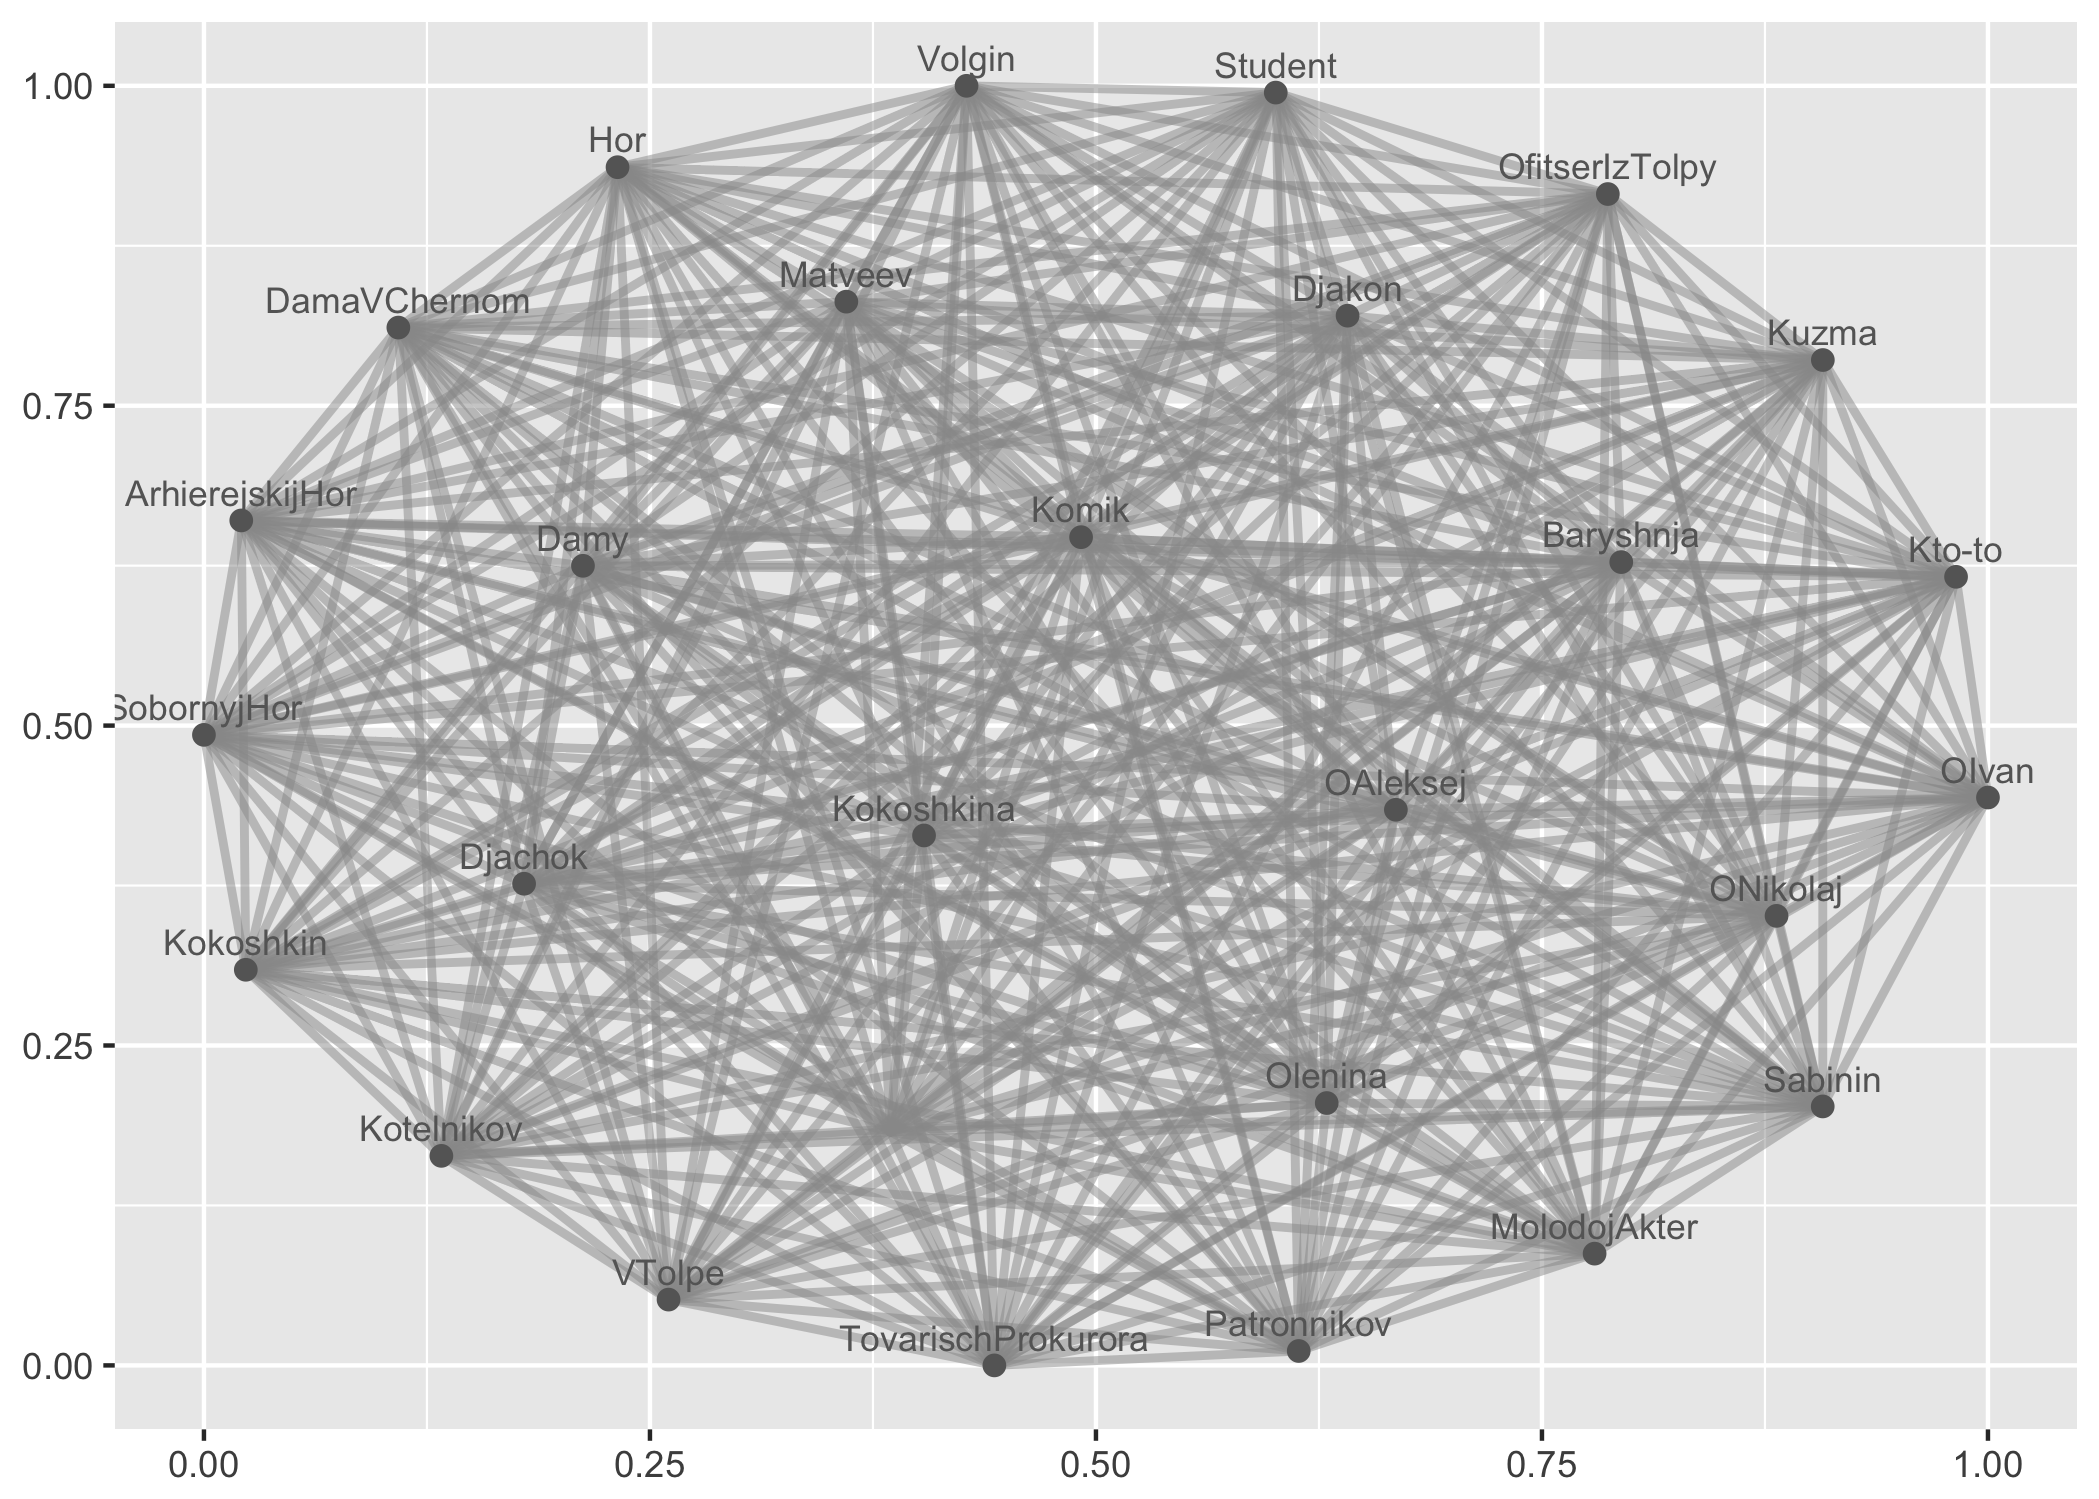 Volgin
Student
1.00
Hor
OfitserIzTolpy
Matveev
Djakon
DamaVChernom
Kuzma
0.75
ArhierejskijHor
Komik
Damy
Baryshnja
Kto-to
SobornyjHor
0.50
OIvan
OAleksej
Kokoshkina
Djachok
ONikolaj
Kokoshkin
0.25
Olenina
Sabinin
Kotelnikov
MolodojAkter
VTolpe
Patronnikov
TovarischProkurora
0.00
0.00 0.25 0.50 0.75 1.00